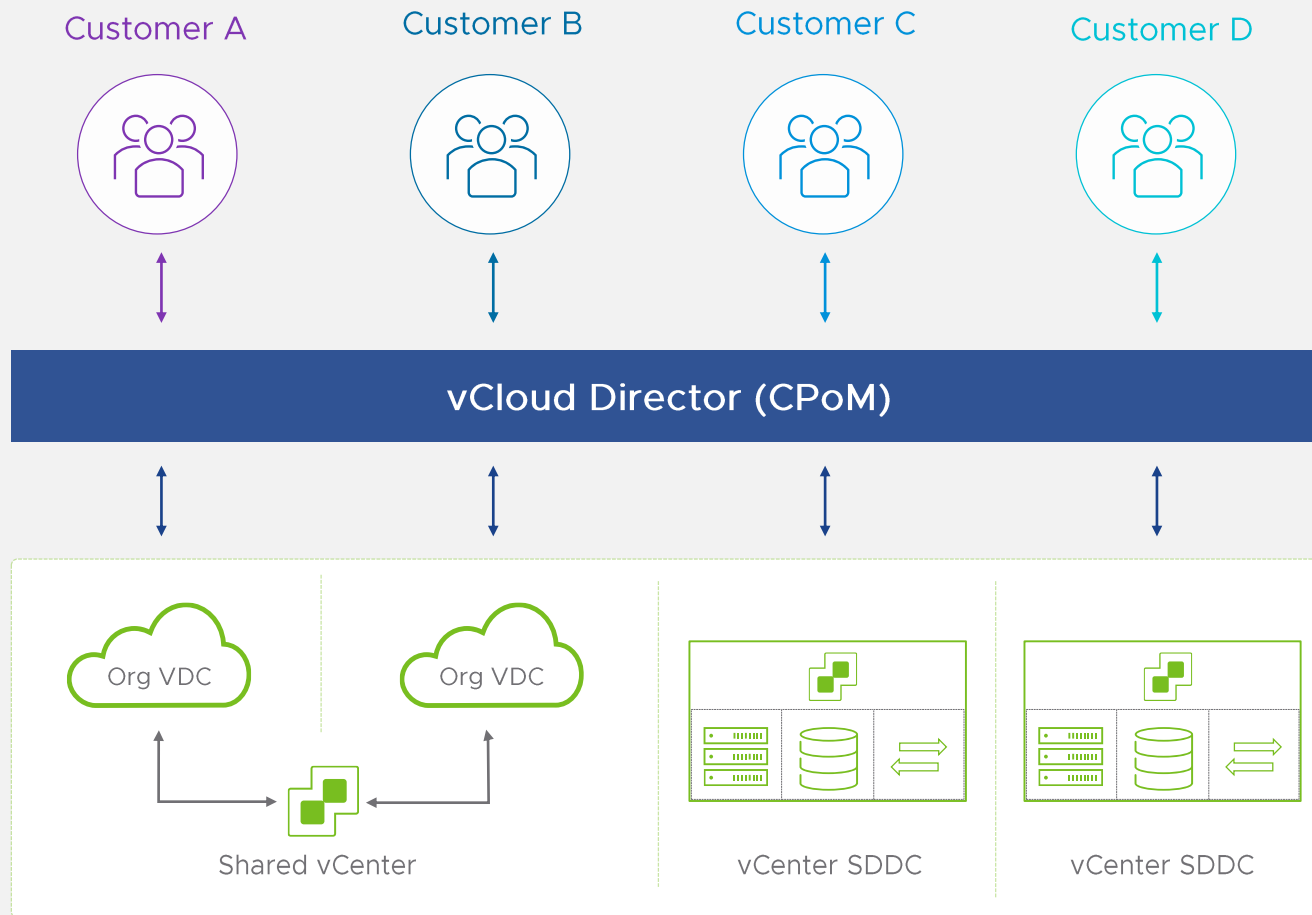 Customer A
Customer B
Customer C
Customer D
vCloud Director (CPoM)
Org VDC
Org VDC
Shared vCenter
vCenter SDDC
vCenter SDDC